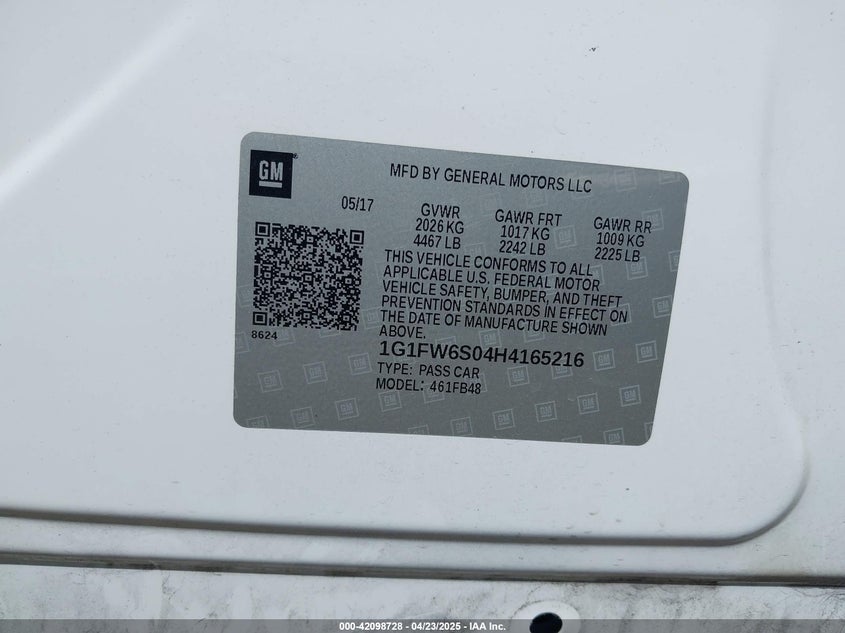 GM
MFD BY GENERAL MOTORS LLC
05/17
GVWR
2026 KG
4467 LB
GAWR FRT
1017 KG
2242 LB
GAWR RR
1009 KG
2225 LB
THIS VEHICLE CONFORMS TO ALL
APPLICABLE U.S. FEDERAL MOTOR
VEHICLE SAFETY, BUMPER, AND THEFT
PREVENTION STANDARDS IN EFFECT ON
THE DATE OF MANUFACTURE SHOWN
ABOVE.
8624
1G1FW6S04H4165216
TYPE: PASS CAR
MODEL: 461FB48
000-42098728 - 04/23/2025 - IAA Inc.